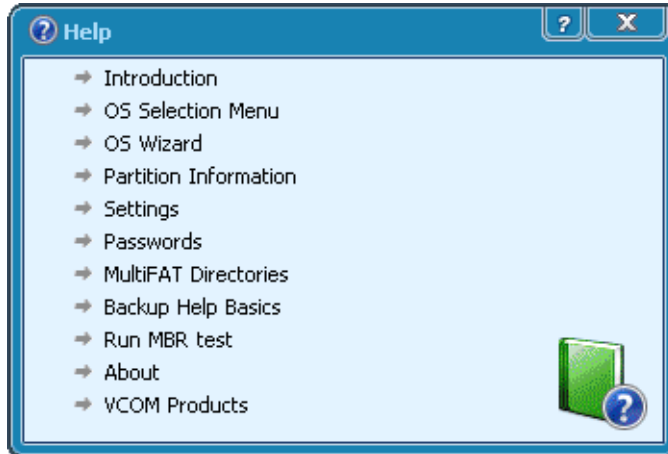 Help
Introduction
OS Selection Menu
OS Wizard
Partition Information
Settings
Passwords
MultiFAT Directories
Backup Help Basics
Run MBR test
About
VCOM Products